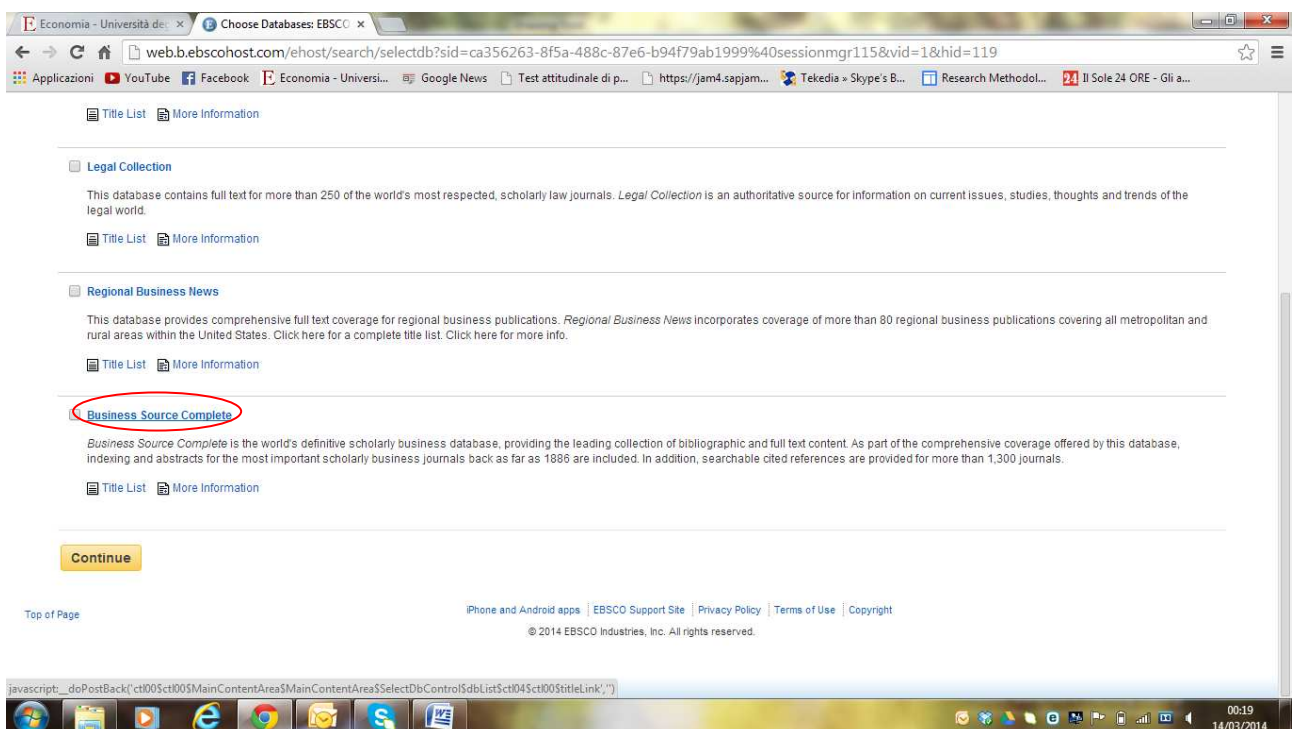 Economia - Università de
Choose Databases: EBSCO
web.b.ebscohost.com/ehost/search/selectdb?sid=ca356263-8f5a-488c-87e6-b94f79ab1999%40sessionmgr115&vid=1&hid=119
Applicazioni YouTube Facebook Economia - Universi... Google News Test attitudinale di p... https://jam4.sapjam... Tekedia » Skype's B... Research Methodol... 24 Il Sole 24 ORE - Gli a...
Title List More Information
Legal Collection
This database contains full text for more than 250 of the world's most respected, scholarly law journals. Legal Collection is an authoritative source for information on current issues, studies, thoughts and trends of the
legal world.
Title List More Information
Regional Business News
This database provides comprehensive full text coverage for regional business publications. Regional Business News incorporates coverage of more than 80 regional business publications covering all metropolitan and
rural areas within the United States. Click here for a complete title list. Click here for more info.
Title List More Information
Business Source Complete
Business Source Complete is the world's definitive scholarly business database, providing the leading collection of bibliographic and full text content. As part of the comprehensive coverage offered by this database,
indexing and abstracts for the most important scholarly business journals back as far as 1886 are included. In addition, searchable cited references are provided for more than 1,300 journals.
Title List More Information
Continue
Top of Page
iPhone and Android apps EBSCO Support Site Privacy Policy Terms of Use Copyright
© 2014 EBSCO Industries, Inc. All rights reserved.
javascript:__doPostBack('ctl00$ctl00$MainContentArea$MainContentArea$SelectDbControl$dbList$ctl04$ctl00$titleLink','')
00:19
14/03/2014